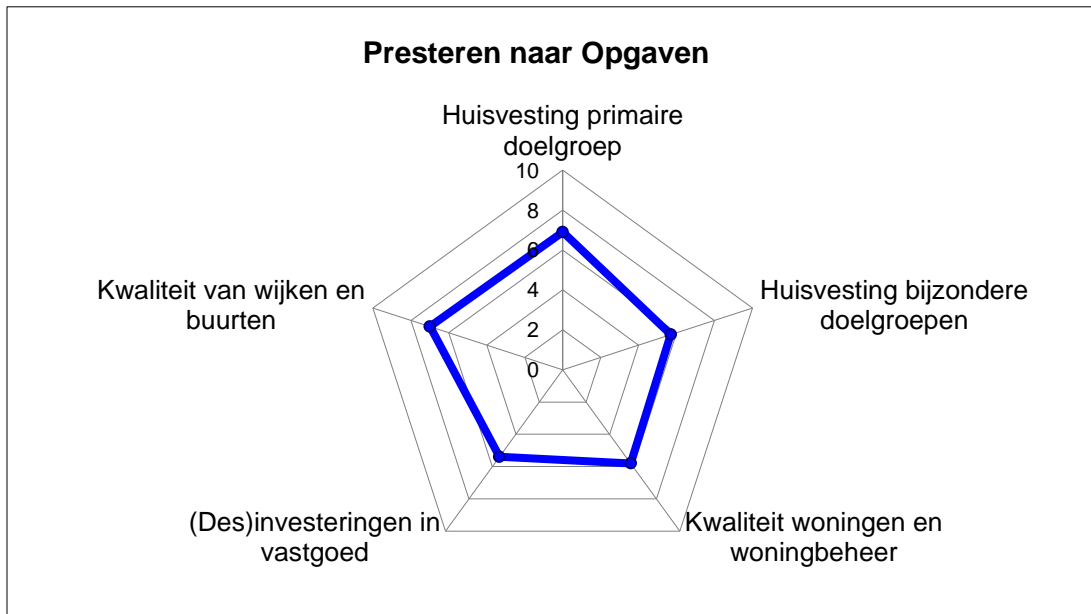 Presteren naar Opgaven
Huisvesting primaire
doelgroep
10
8
6
4
2
0
Huisvesting bijzondere
doelgroepen
Kwaliteit woningen en
woningbeheer
(Des)investeringen in
vastgoed
Kwaliteit van wijken en
buurten